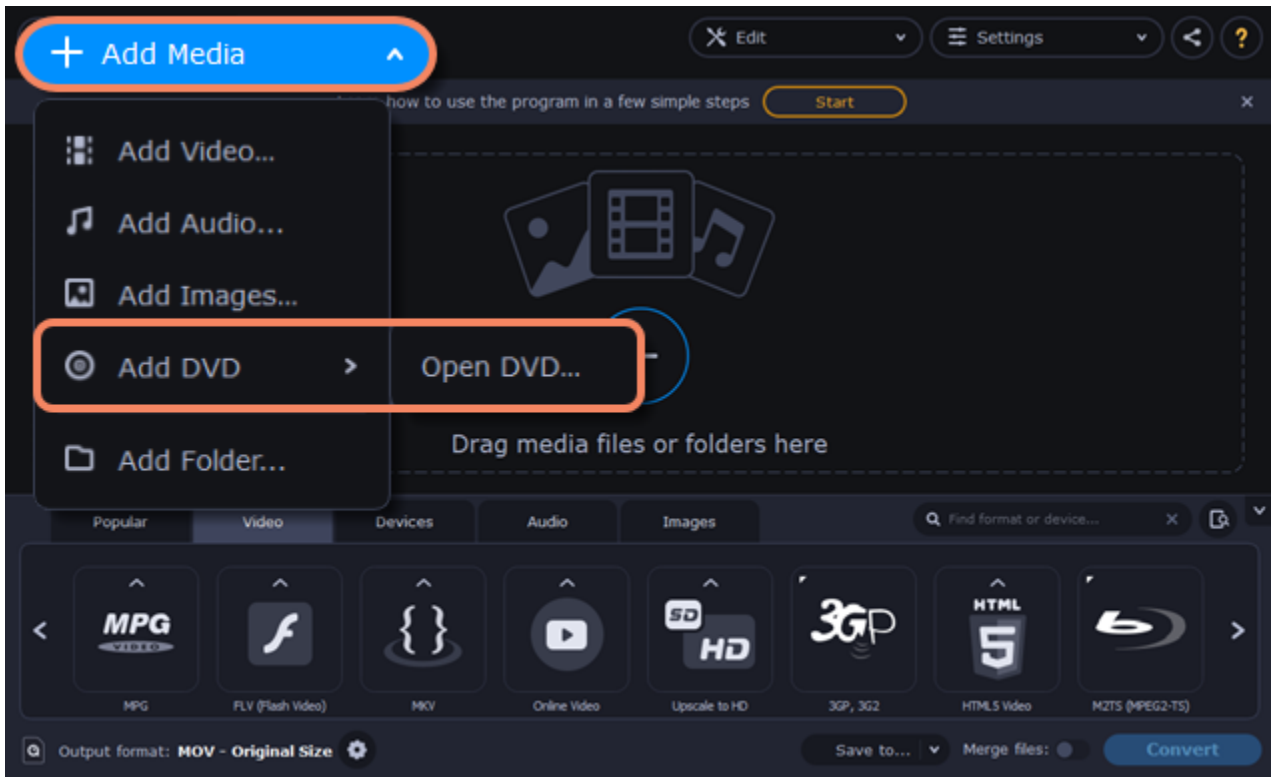 + Add Media
Edit
Settings
?
how to use the program in a few simple steps
Start
Add Video...
Add Audio...
Add Images...
Add DVD > Open DVD...
Add Folder...
Drag media files or folders here
Popular
Video
Devices
Audio
Images
Find format or device...
MPG
VIDEO
SD
HD
3GP
HTML
5
MPG
FLV (Flash Video)
MKV
Online Video
Upscale to HD
3GP, 3G2
HTML5 Video
M2TS (MPEG2-TS)
Output format: MOV - Original Size
Save to...
Merge files:
Convert